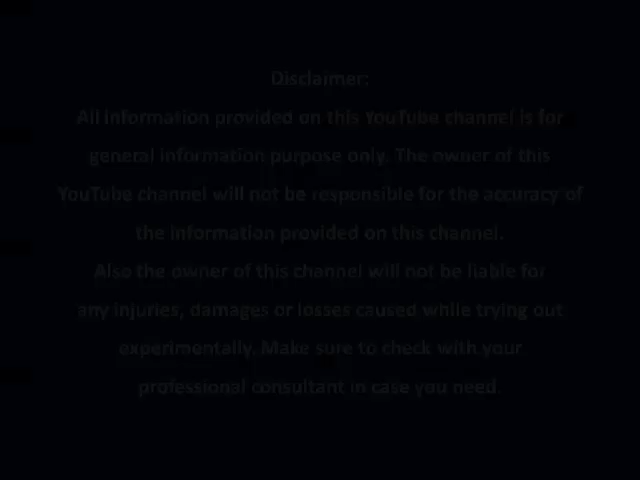 Disclaimer:
All information provided on this YouTube channel is for
general information purpose only. The owner of this
YouTube channel will not be responsible for the accuracy of
the information provided on this channel.
Also the owner of this channel will not be liable for
any injuries, damages or losses caused while trying out
experimentally. Make sure to check with your
professional consultant in case you need.